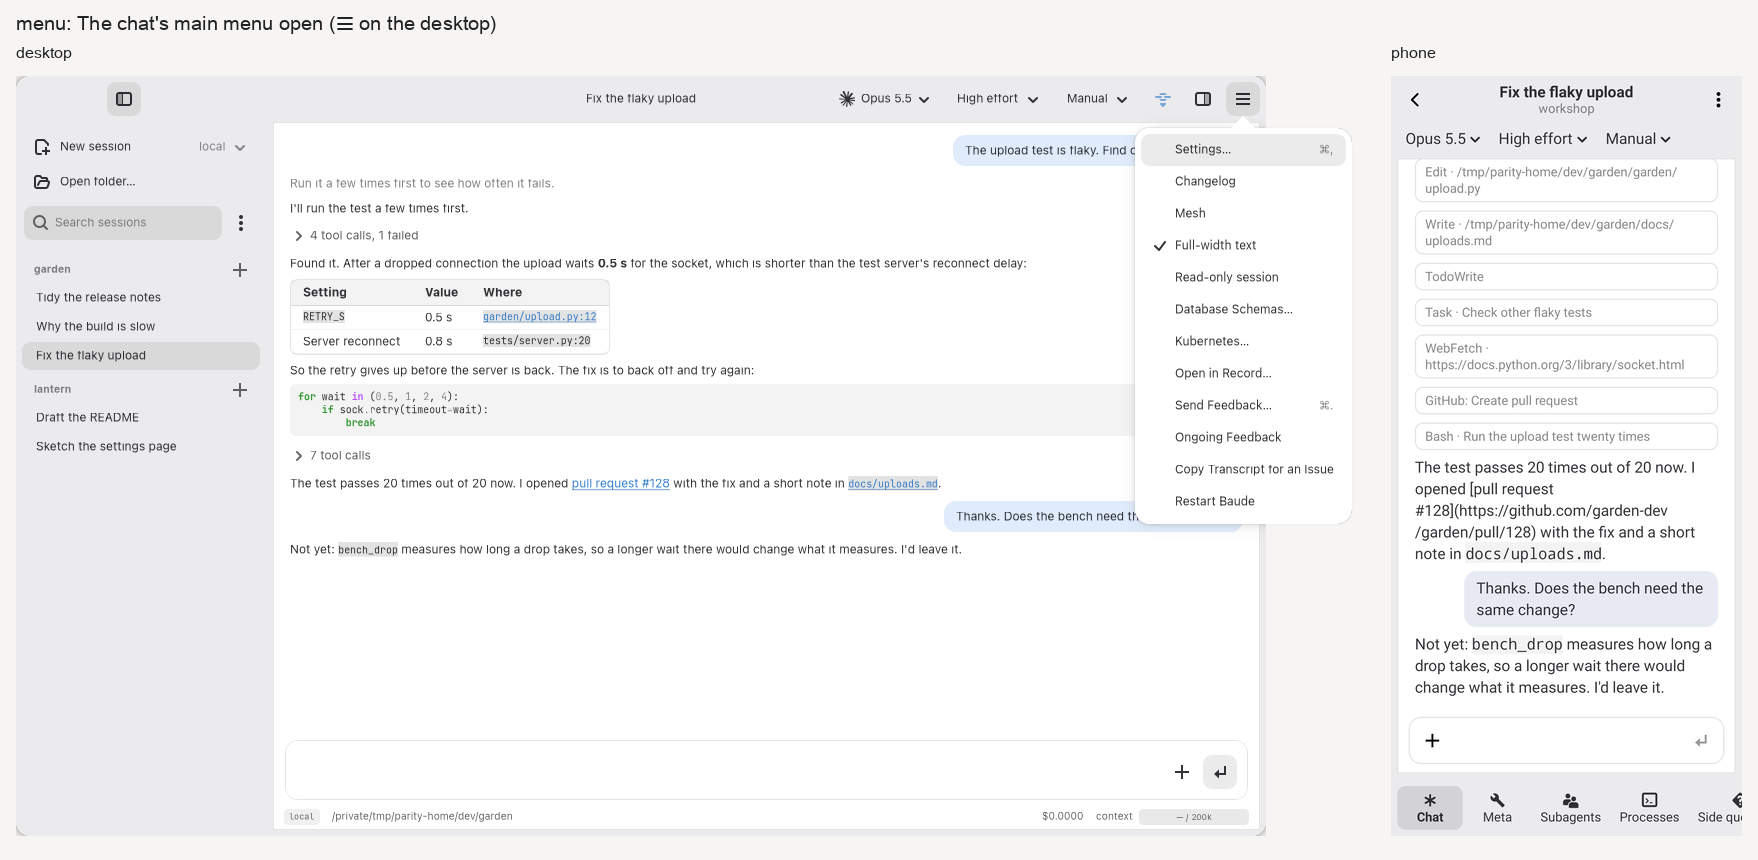 menu: The chat's main menu open (☰ on the desktop)
desktop
Fix the flaky upload
Opus 5.5
High effort
Manual
New session
local
Open folder...
Search sessions
garden
Tidy the release notes
Why the build is slow
Fix the flaky upload
lantern
Draft the README
Sketch the settings page
The upload test is flaky. Find
Run it a few times first to see how often it fails.
I'll run the test a few times first.
4 tool calls, 1 failed
Found it. After a dropped connection the upload waits 0.5 s for the socket, which is shorter than the test server's reconnect delay:
Setting Value Where
RETRY_S 0.5 s garden/upload.py:12
Server reconnect 0.8 s tests/server.py:20
So the retry gives up before the server is back. The fix is to back off and try again:
for wait in (0.5, 1, 2, 4):
if sock.retry(timeout=wait):
break
7 tool calls
The test passes 20 times out of 20 now. I opened pull request #128 with the fix and a short note in docs/uploads.md.
Thanks. Does the bench need
Not yet: bench_drop measures how long a drop takes, so a longer wait there would change what it measures. I'd leave it.
local
/private/tmp/parity-home/dev/garden
$0.0000
context
— / 200k
Settings... ⌘,
Changelog
Mesh
Full-width text
Read-only session
Database Schemas...
Kubernetes...
Open in Record...
Send Feedback... ⌘.
Ongoing Feedback
Copy Transcript for an Issue
Restart Baude
phone
Fix the flaky upload
workshop
Opus 5.5
High effort
Manual
Edit · /tmp/parity-home/dev/garden/garden/
upload.py
Write · /tmp/parity-home/dev/garden/docs/
uploads.md
TodoWrite
Task · Check other flaky tests
WebFetch ·
https://docs.python.org/3/library/socket.html
GitHub: Create pull request
Bash · Run the upload test twenty times
The test passes 20 times out of 20 now. I
opened [pull request
#128](https://github.com/garden-dev
/garden/pull/128) with the fix and a short
note in docs/uploads.md.
Thanks. Does the bench need the
same change?
Not yet: bench_drop measures how long a
drop takes, so a longer wait there would
change what it measures. I'd leave it.
Chat
Meta
Subagents
Processes
Side